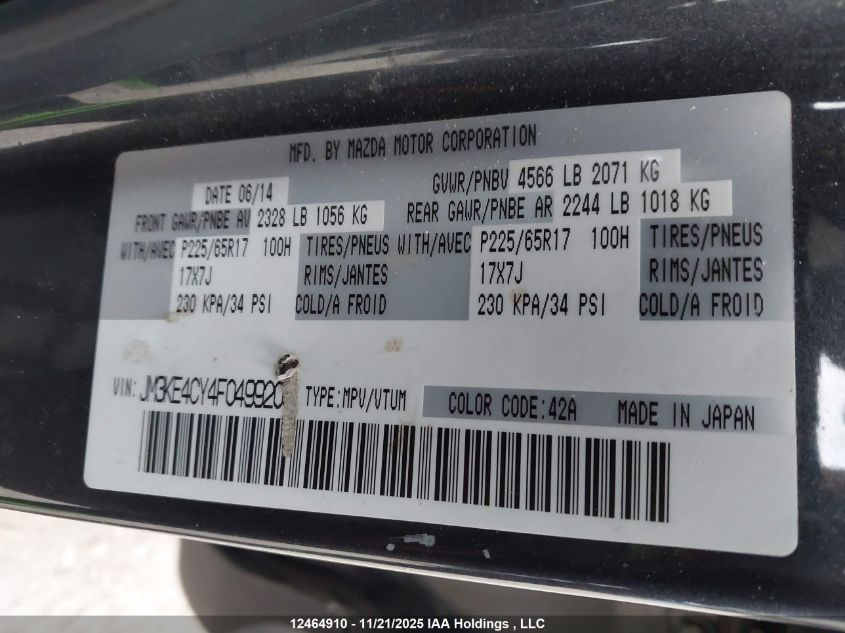 MFD. BY MAZDA MOTOR CORPORATION
DATE 06/14 GVWR/PNBV 4566 LB 2071 KG
FRONT GAWR/PNBE AV 2328 LB 1056 KG REAR GAWR/PNBE AR 2244 LB 1018 KG
WITH/AVEC P225/65R17 100H TIRES/PNEUS WITH/AVEC P225/65R17 100H TIRES/PNEUS
17X7J RIMS/JANTES 17X7J RIMS/JANTES
230 KPA/34 PSI COLD/A FROID 230 KPA/34 PSI COLD/A FROID
VIN: TYPE:MPV/VTUM COLOR CODE:42A MADE IN JAPAN
12464910 - 11/21/2025 IAA Holdings , LLC